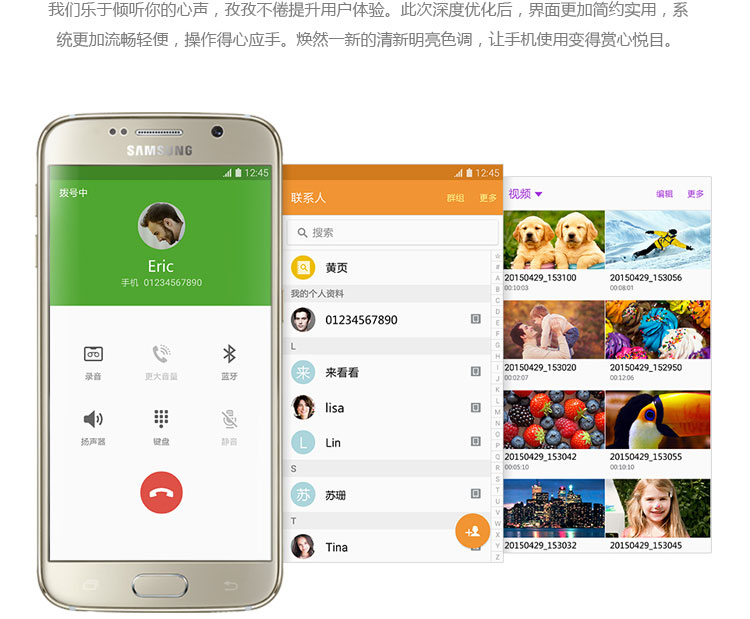 我们乐于倾听你的心声，孜孜不倦提升用户体验。此次深度优化后，界面更加简约实用，系
统更加流畅轻便，操作得心应手。焕然一新的清新明亮色调，让手机使用变得赏心悦目。
SAMSUNG
12:45
拨号中
Eric
手机 01234567890
录音
更大音量
蓝牙
扬声器
键盘
静音
12:45
联系人 群组 更多
搜索
黄页
我的个人资料
01234567890
L
来 来看看
lisa
L Lin
S
苏 苏珊
T
Tina
#
A
B
C
D
E
F
G
H
I
J
K
L
M
N
O
P
Q
R
S
T
U
V
W
X
Y
Z
视频 编辑 更多
20150429_153100 20150429_153056
00:10:03 00:08:01
20150429_153020 20150429_152950
00:02:07 00:12:06
20150429_153042 20150429_153055
00:05:10 00:10:10
20150429_153032 20150429_153045